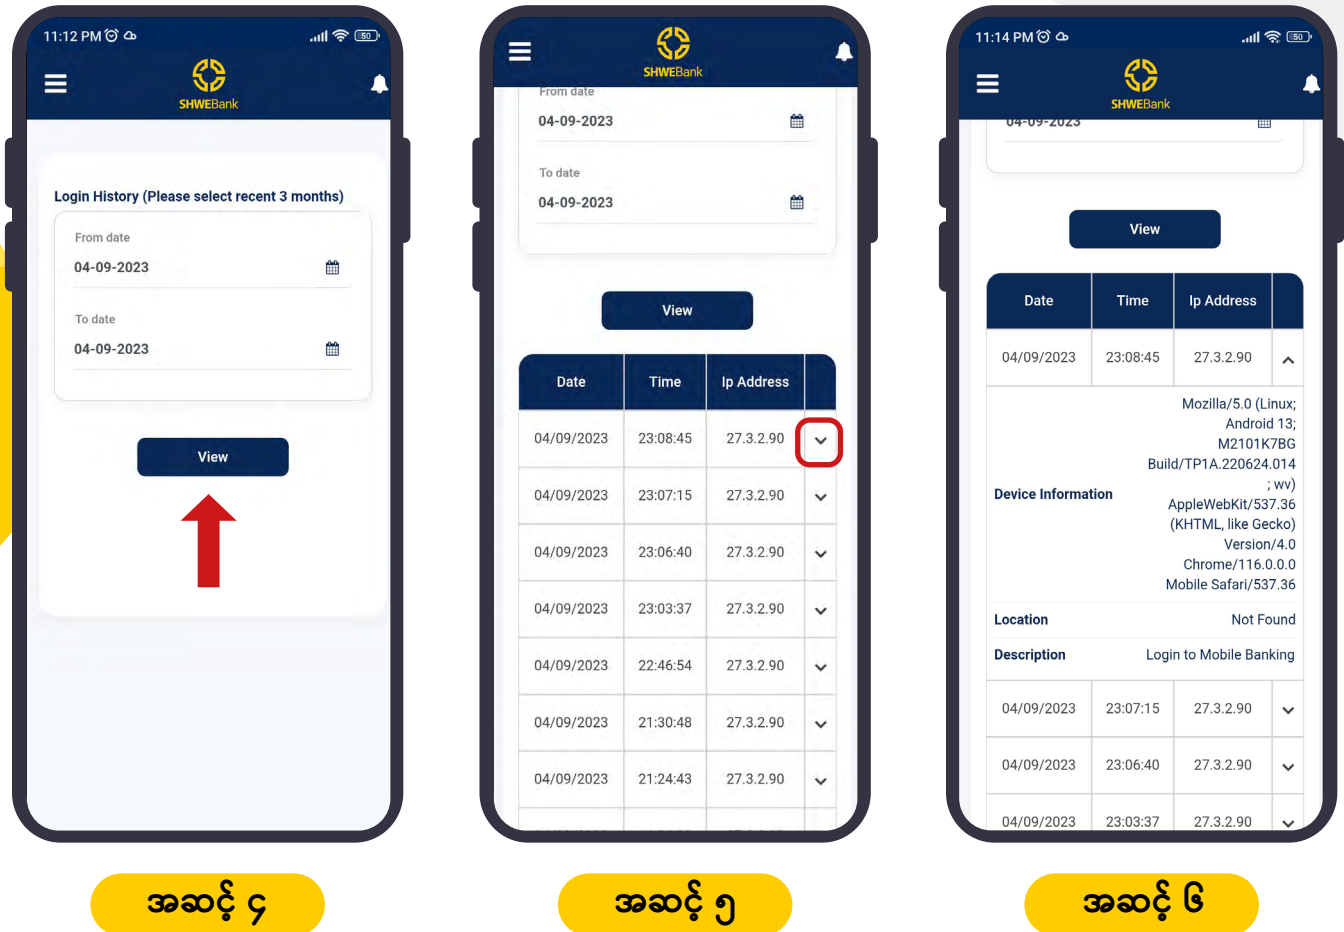 11:12 PM
50
SHWEBank
Login History (Please select recent 3 months)
From date
04-09-2023
To date
04-09-2023
View
အဆင့် ၄
SHWEBank
From date
04-09-2023
To date
04-09-2023
View
Date Time Ip Address
04/09/2023 23:08:45 27.3.2.90
04/09/2023 23:07:15 27.3.2.90
04/09/2023 23:06:40 27.3.2.90
04/09/2023 23:03:37 27.3.2.90
04/09/2023 22:46:54 27.3.2.90
04/09/2023 21:30:48 27.3.2.90
04/09/2023 21:24:43 27.3.2.90
အဆင့် ၅
11:14 PM
50
SHWEBank
04-09-2023
View
Date Time Ip Address
04/09/2023 23:08:45 27.3.2.90
Device Information
Mozilla/5.0 (Linux;
Android 13;
M2101K7BG
Build/TP1A.220624.014
; wv)
AppleWebKit/537.36
(KHTML, like Gecko)
Version/4.0
Chrome/116.0.0.0
Mobile Safari/537.36
Location Not Found
Description Login to Mobile Banking
04/09/2023 23:07:15 27.3.2.90
04/09/2023 23:06:40 27.3.2.90
04/09/2023 23:03:37 27.3.2.90
အဆင့် ၆